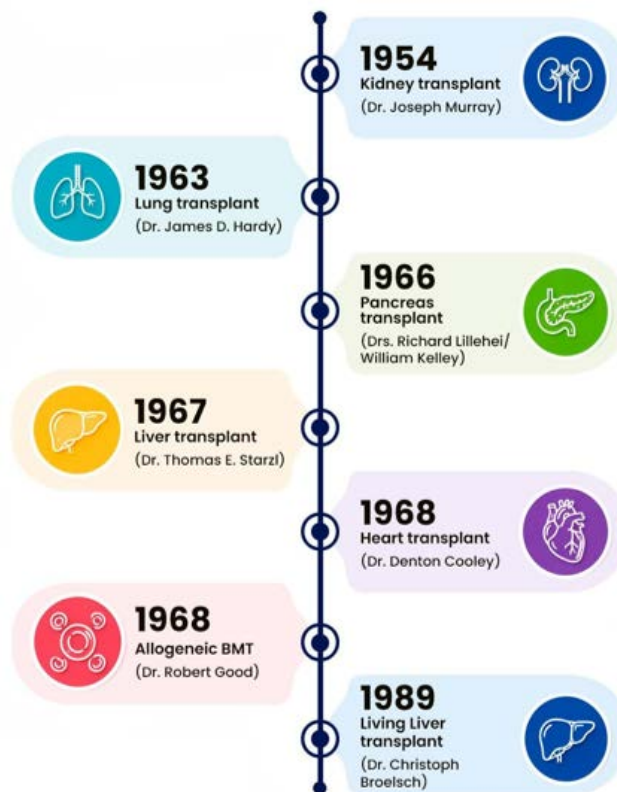 1954
Kidney transplant
(Dr. Joseph Murray)
1963
Lung transplant
(Dr. James D. Hardy)
1966
Pancreas
transplant
(Drs. Richard Lillehei/
William Kelley)
1967
Liver transplant
(Dr. Thomas E. Starzl)
1968
Heart transplant
(Dr. Denton Cooley)
1968
Allogeneic BMT
(Dr. Robert Good)
1989
Living Liver
transplant
(Dr. Christoph
Broelsch)